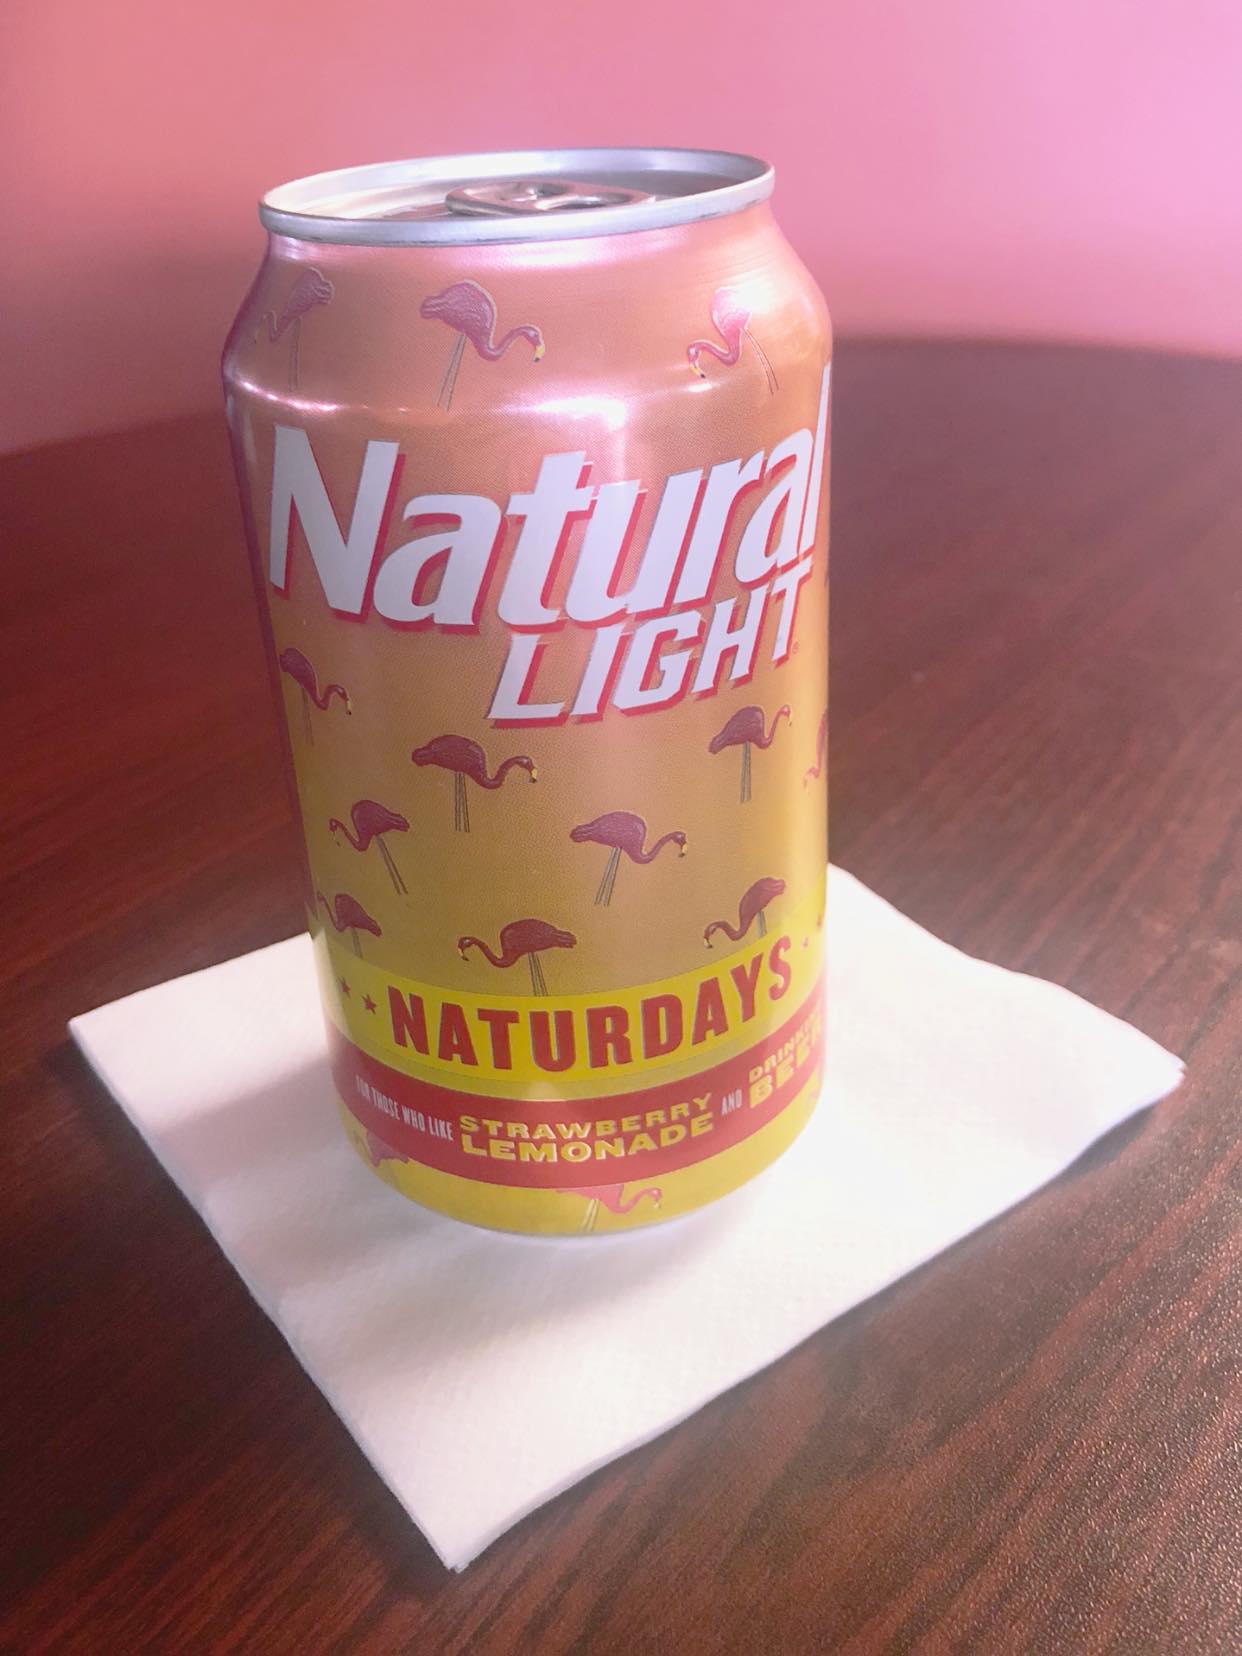 Natural
LIGHT
NATURDAYS
FOR THOSE WHO LIKE STRAWBERRY LEMONADE AND